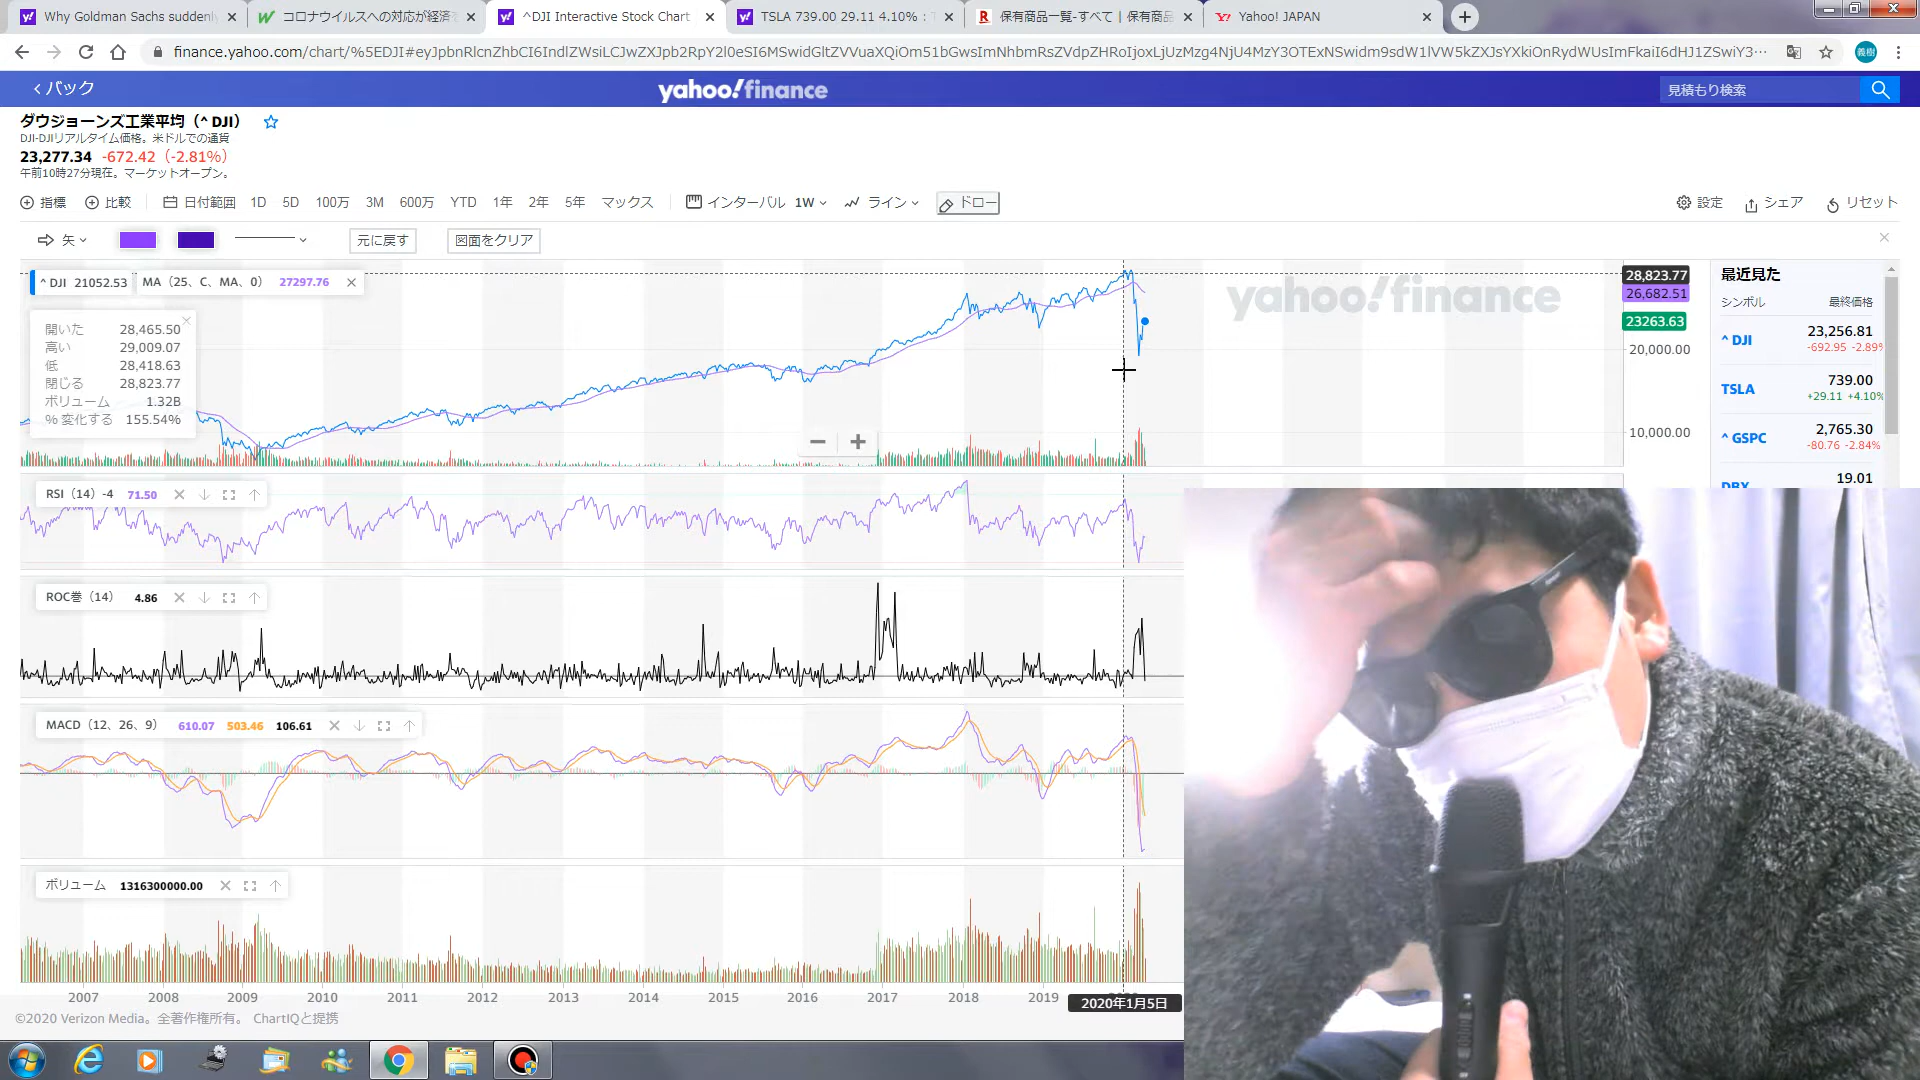 Why Goldman Sachs suddenly
コロナウイルスへの対応が経済を
^DJI Interactive Stock Chart
TSLA 739.00 29.11 4.10% : T
保有商品一覧-すべて | 保有商品
Yahoo! JAPAN
バック
yahoo!finance
見積もり検索
ダウジョーンズ工業平均（^ DJI）
DJI-DJIリアルタイム価格。米ドルでの通貨
23,277.34 -672.42（-2.81%）
午前10時27分現在。マーケットオープン。
指標 比較 日付範囲 1D 5D 100万 3M 600万 YTD 1年 2年 5年 マックス インターバル 1W ライン ドロー 設定 シェア リセット
矢 元に戻す 図面をクリア
^ DJI 21052.53 MA（25、C、MA、0） 27297.76
開いた 28,465.50
高い 29,009.07
低 28,418.63
閉じる 28,823.77
ボリューム 1.32B
% 変化する 155.54%
yahoo!finance
28,823.77
26,682.51
23263.63
20,000.00
10,000.00
最近見た
シンボル 最終価格
^ DJI 23,256.81
-692.95 -2.89%
TSLA 739.00
+29.11 +4.10%
^ GSPC 2,765.30
-80.76 -2.84%
DBX 19.01
RSI（14）-4 71.50
ROC巻（14） 4.86
MACD（12、26、9） 610.07 503.46 106.61
ボリューム 1316300000.00
2007 2008 2009 2010 2011 2012 2013 2014 2015 2016 2017 2018 2019
2020年1月5日
©2020 Verizon Media。全著作権所有。 ChartIQと提携